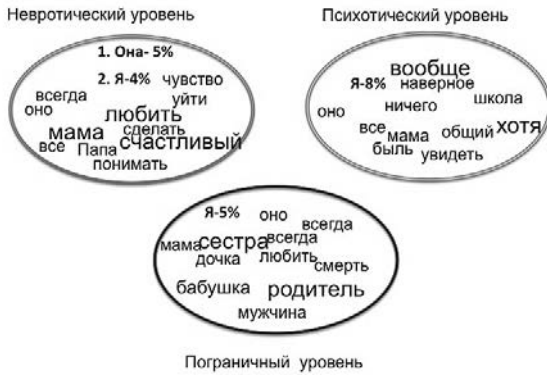 Невротический уровень
1. Она- 5%
2. Я-4% чувство
всегда уйти
оно
любить
мама сделать
все Папа счастливый
понимать
Психотический уровень
вообще
Я-8% наверное
оно ничего школа
все мама общий хотя
быль увидеть
Я-5% оно всегда
мама сестра всегда
дочка любить смерть
бабушка родитель
мужчина
Пограничный уровень